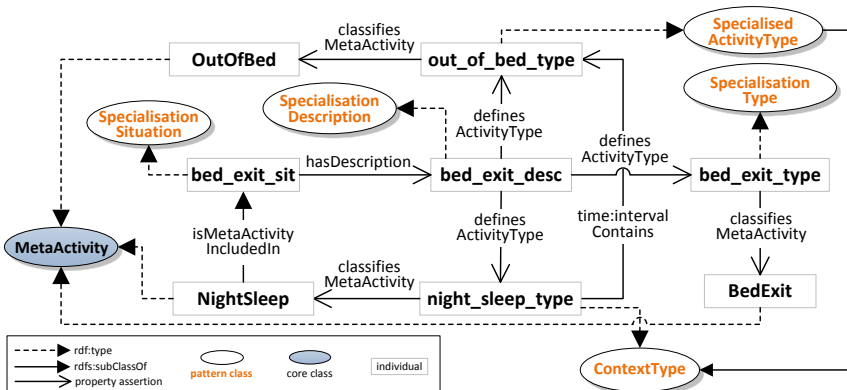 classifies
MetaActivity
Specialised
ActivityType
OutOfBed
out_of_bed_type
Specialisation
Type
Specialisation
Description
Specialisation
Situation
defines
ActivityType
defines
ActivityType
hasDescription
bed_exit_sit
bed_exit_desc
bed_exit_type
isMetaActivity
IncludedIn
defines
ActivityType
time:interval
Contains
classifies
MetaActivity
MetaActivity
classifies
MetaActivity
NightSleep
night_sleep_type
BedExit
rdf:type
rdfs:subClassOf
property assertion
pattern class
core class
individual
ContextType